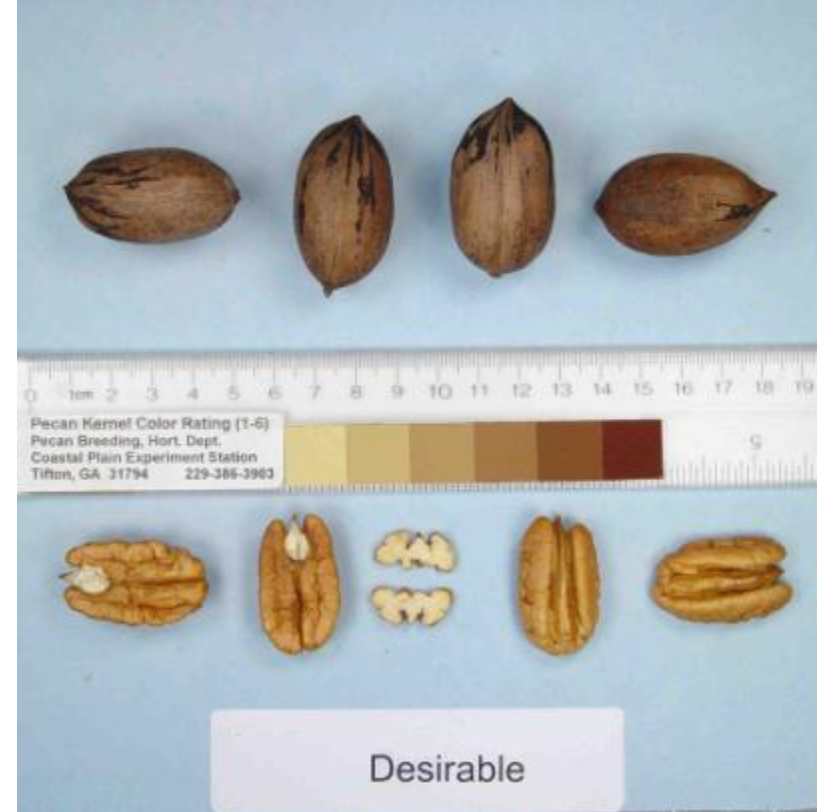 0 1cm 2 3 4 5 6 7 8 9 10 11 12 13 14 15 16 17 18 19
Pecan Kernel Color Rating (1-6)
Pecan Breeding, Hort. Dept.
Coastal Plain Experiment Station
Tifton, GA 31794 229-386-3903
5
Desirable